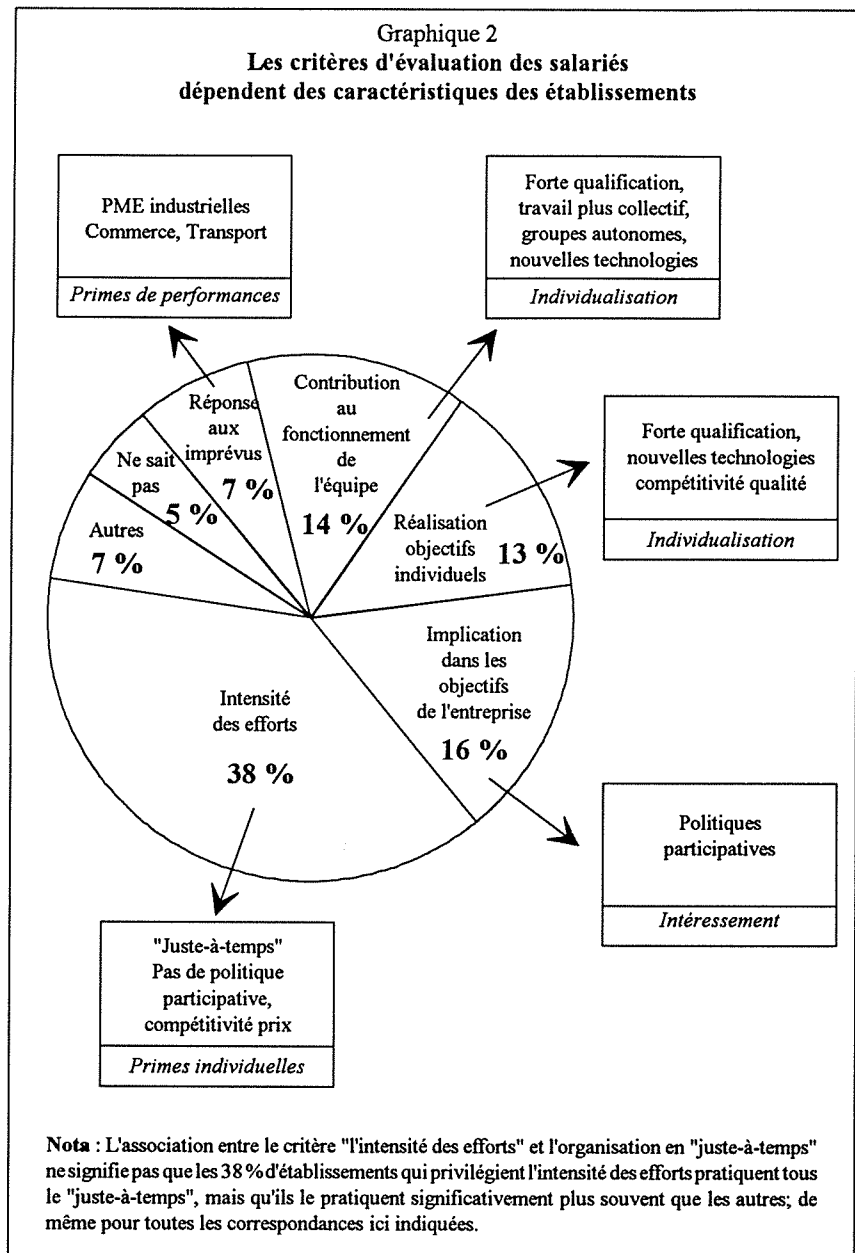 Graphique 2
Les critères d'évaluation des salariés
dépendent des caractéristiques des établissements
PME industrielles
Commerce, Transport
Primes de performances
Forte qualification,
travail plus collectif,
groupes autonomes,
nouvelles technologies
Individualisation
Réponse
aux
imprévus
7 %
Contribution
au
fonctionnement
de
l'équipe
14 %
Ne sait
pas
5 %
Autres
7 %
Réalisation
objectifs
individuels
13 %
Forte qualification,
nouvelles technologies
compétitivité qualité
Individualisation
Intensité
des efforts
38 %
Implication
dans les
objectifs
de l'entreprise
16 %
Politiques
participatives
Intéressement
"Juste-à-temps"
Pas de politique
participative,
compétitivité prix
Primes individuelles
Nota : L'association entre le critère "l'intensité des efforts" et l'organisation en "juste-à-temps"
ne signifie pas que les 38 % d'établissements qui privilégient l'intensité des efforts pratiquent tous
le "juste-à-temps", mais qu'ils le pratiquent significativement plus souvent que les autres; de
même pour toutes les correspondances ici indiquées.